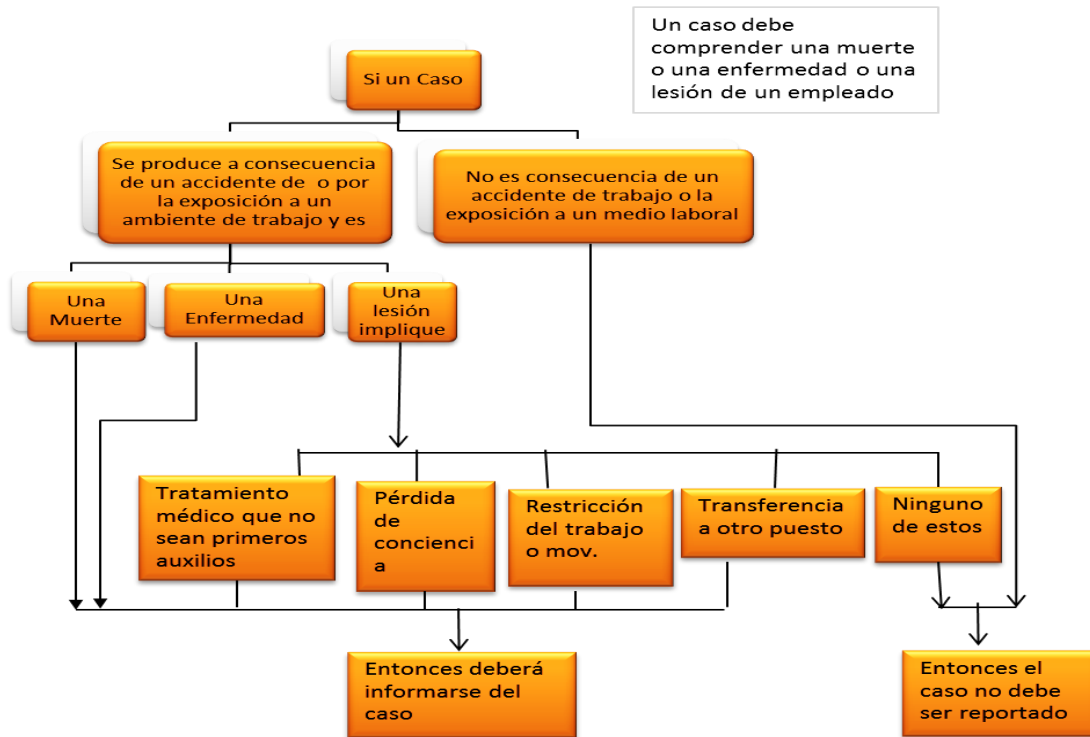 Un caso debe
comprender una muerte
o una enfermedad o una
lesión de un empleado
Si un Caso
Se produce a consecuencia
de un accidente de o por
la exposición a un
ambiente de trabajo y es
No es consecuencia de un
accidente de trabajo o la
exposición a un medio laboral
Una
Muerte
Una
Enfermedad
Una
lesión
implique
Tratamiento
médico que no
sean primeros
auxilios
Pérdida
de
concienci
a
Restricción
del trabajo
o mov.
Transferencia
a otro puesto
Ninguno
de estos
Entonces deberá
informarse del
caso
Entonces el
caso no debe
ser reportado